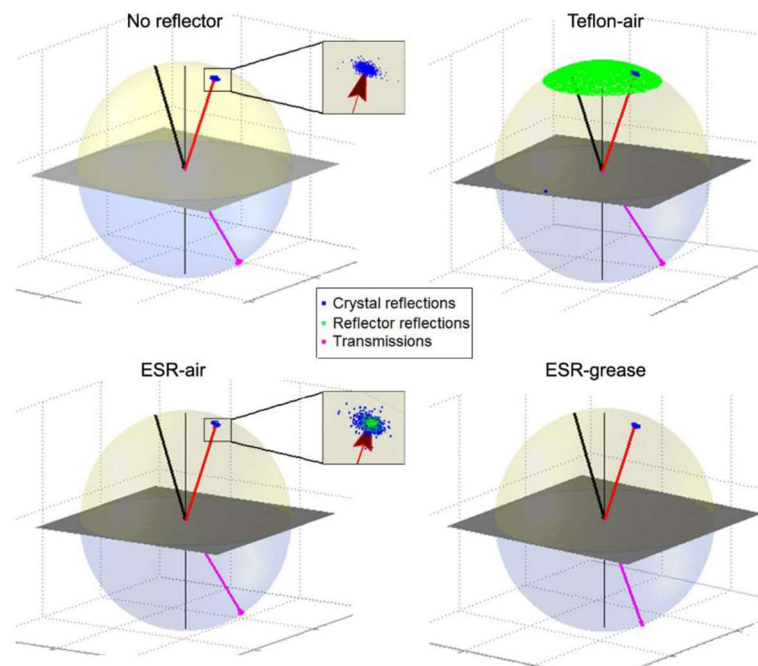 No reflector
Teflon-air
Crystal reflections
Reflector reflections
Transmissions
ESR-air
ESR-grease